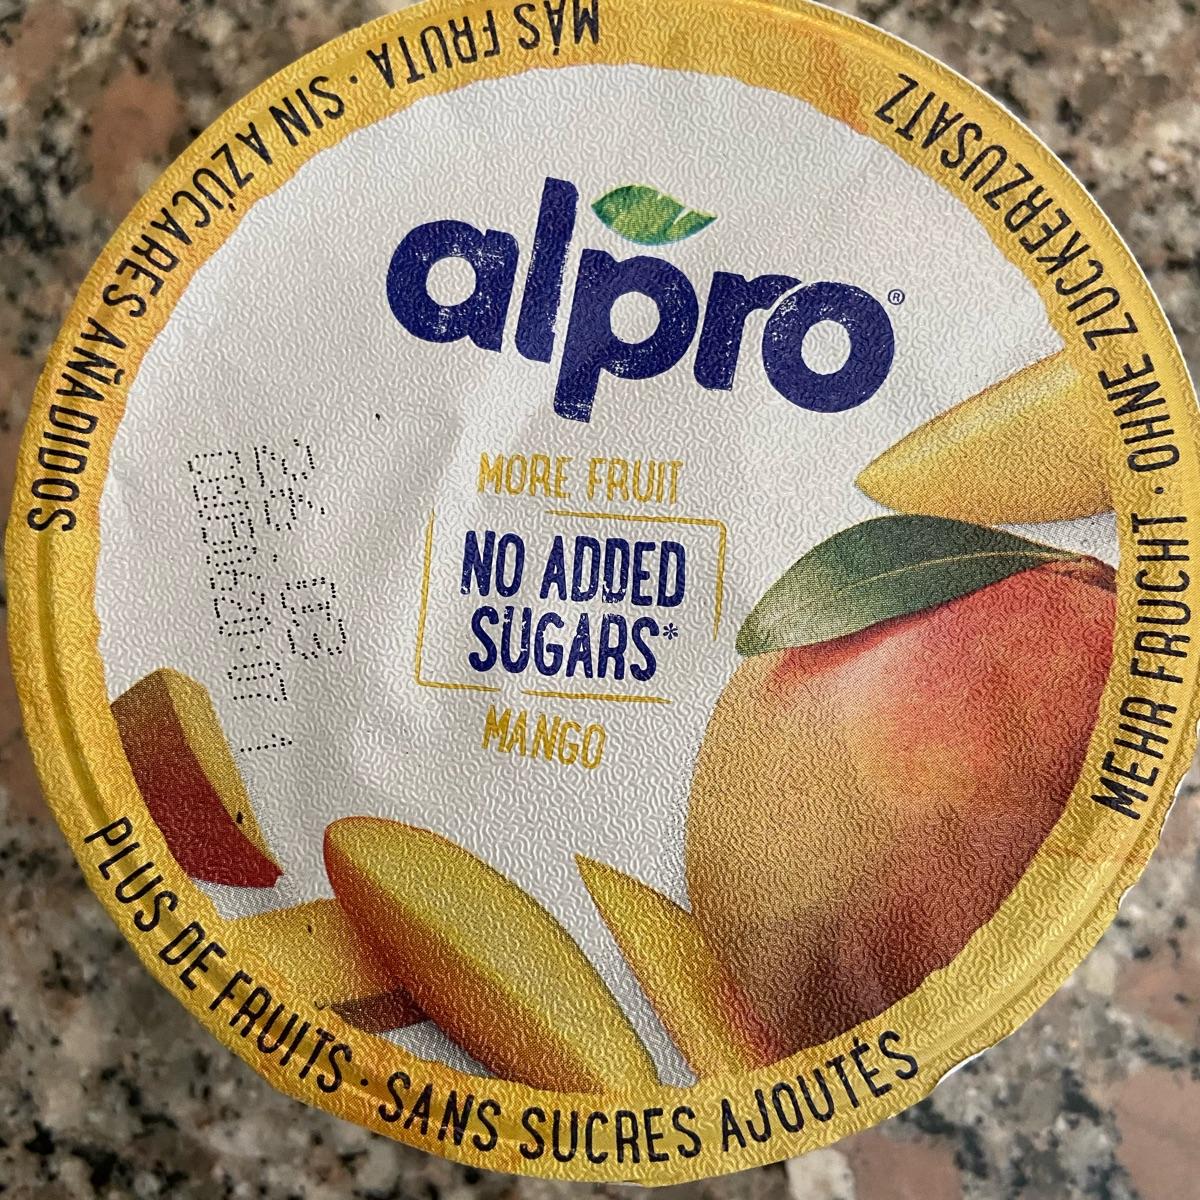 alpro®
MORE FRUIT
NO ADDED
SUGARS*
MANGO
MÁS FRUTA · SIN AZÚCARES AÑADIDOS
MEHR FRUCHT · OHNE ZUCKERZUSATZ
PLUS DE FRUITS · SANS SUCRES AJOUTÉS